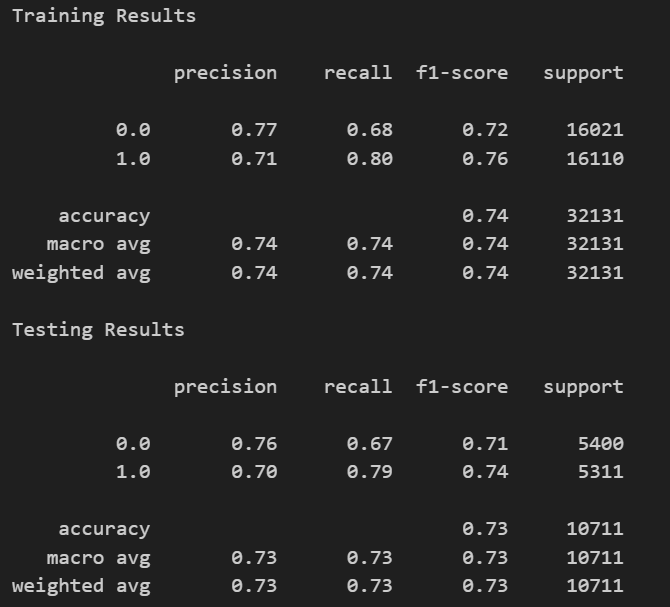 Training Results
precision recall f1-score support
0.0 0.77 0.68 0.72 16021
1.0 0.71 0.80 0.76 16110
accuracy 0.74 32131
macro avg 0.74 0.74 0.74 32131
weighted avg 0.74 0.74 0.74 32131
Testing Results
precision recall f1-score support
0.0 0.76 0.67 0.71 5400
1.0 0.70 0.79 0.74 5311
accuracy 0.73 10711
macro avg 0.73 0.73 0.73 10711
weighted avg 0.73 0.73 0.73 10711